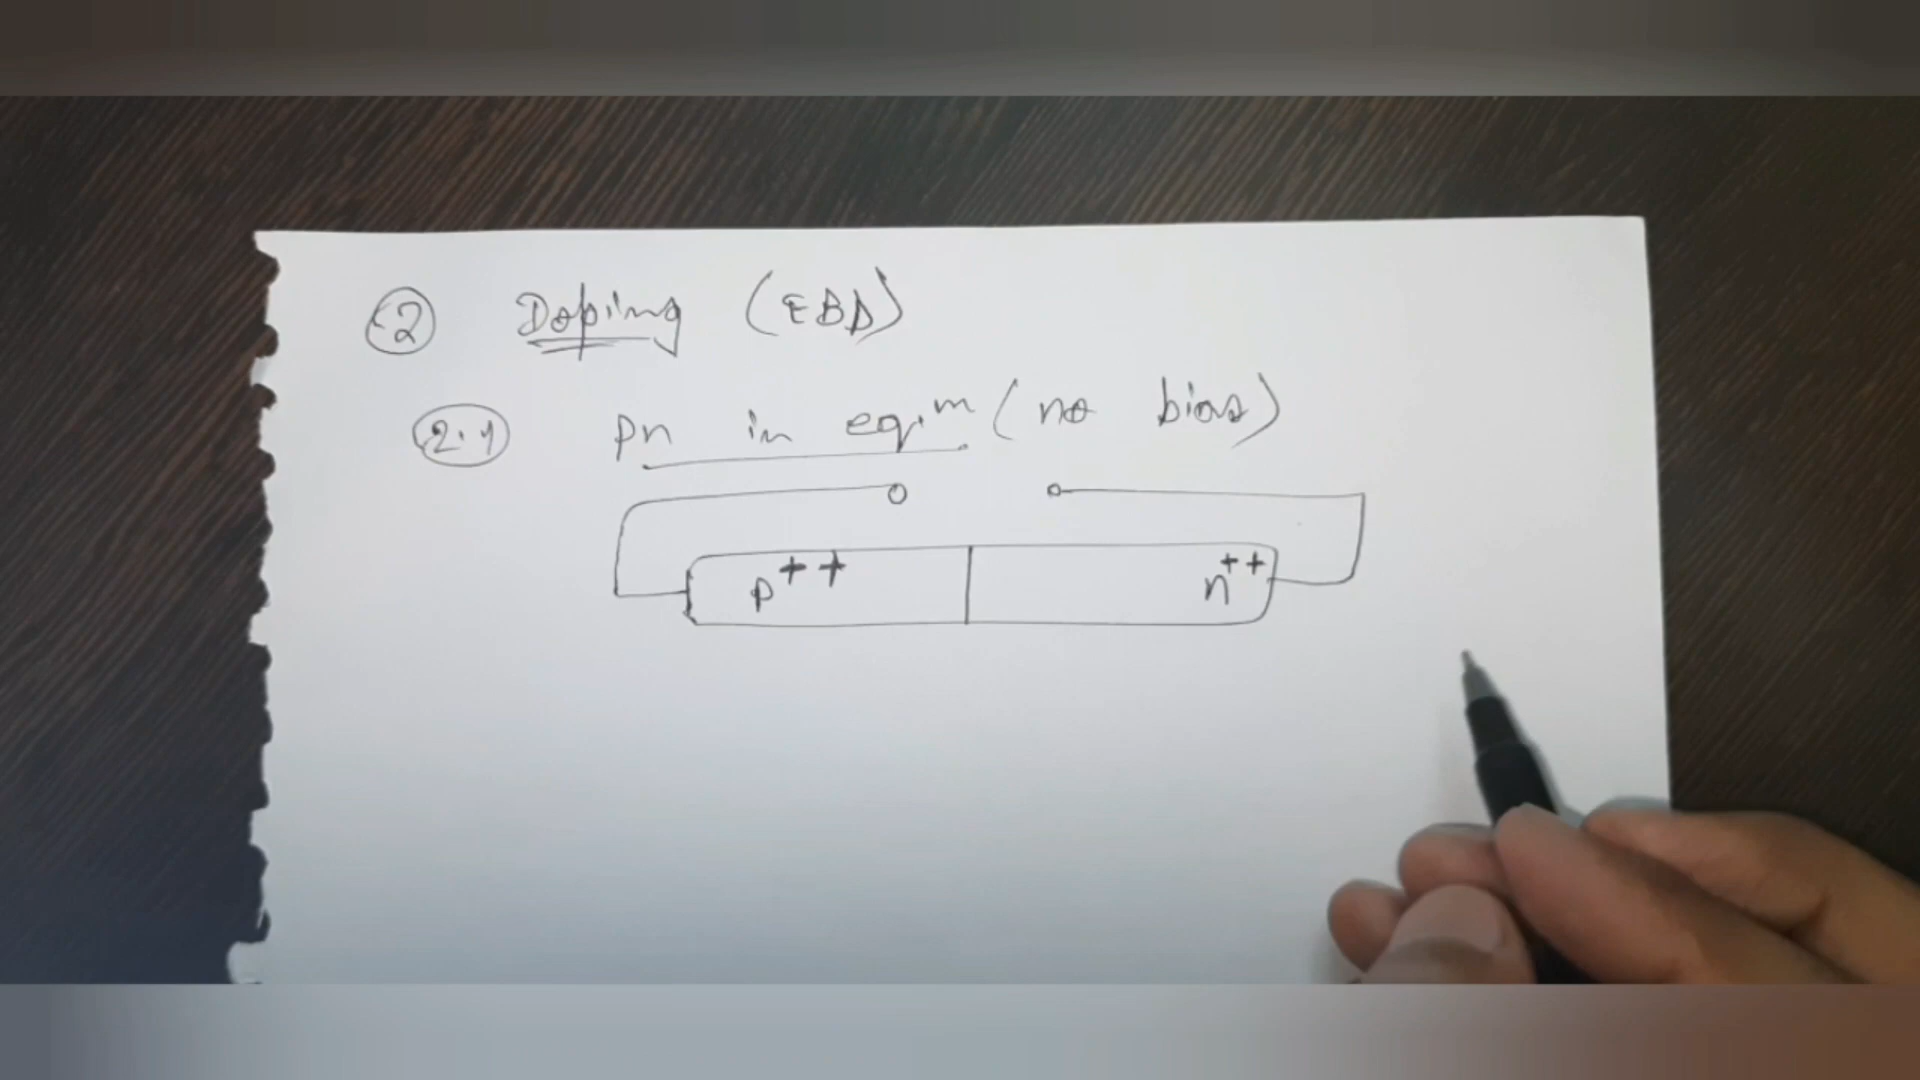 2 Doping (EBD)
2.1 pn in eqᵐ (no bias)
p++ n++